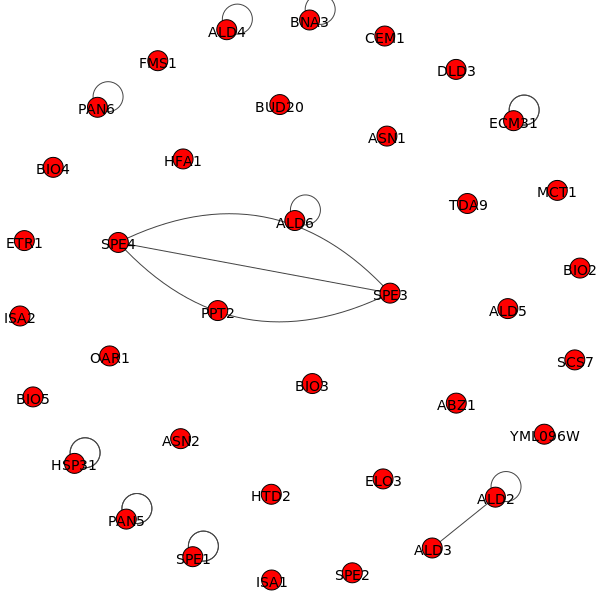 BNA3
ALD4
CEM1
FMS1
DLD3
PAN6
BUD20
ECM31
ASN1
HFA1
BIO4
MCT1
TDA9
ALD6
ETR1
SPE4
BIO2
SPE3
ALD5
PPT2
ISA2
OAR1
SCS7
BIO3
BIO5
ABZ1
YML096W
ASN2
HSP31
ELO3
HTD2
ALD2
PAN5
ALD3
SPE1
SPE2
ISA1